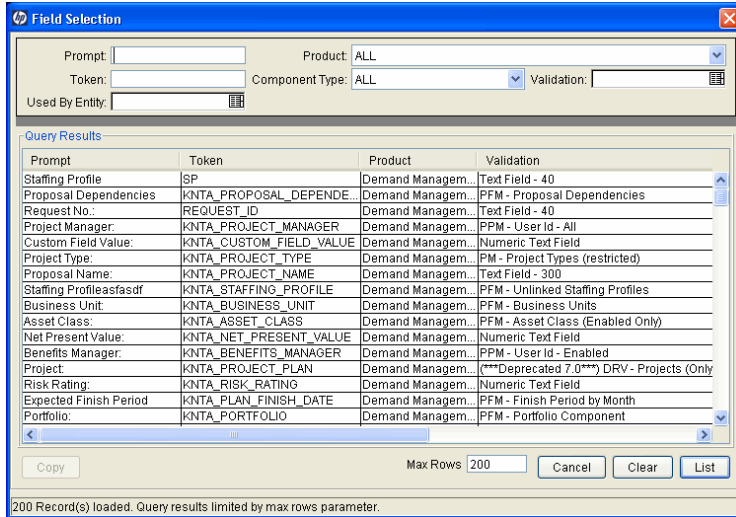 hp Field Selection
Prompt: Product: ALL
Token: Component Type: ALL Validation:
Used By Entity:
Query Results
Prompt Token Product Validation
Staffing Profile SP Demand Managem... Text Field - 40
Proposal Dependencies KNTA_PROPOSAL_DEPENDE... Demand Managem... PFM - Proposal Dependencies
Request No.: REQUEST_ID Demand Managem... Text Field - 40
Project Manager: KNTA_PROJECT_MANAGER Demand Managem... PPM - User Id - All
Custom Field Value: KNTA_CUSTOM_FIELD_VALUE Demand Managem... Numeric Text Field
Project Type: KNTA_PROJECT_TYPE Demand Managem... PM - Project Types (restricted)
Proposal Name: KNTA_PROJECT_NAME Demand Managem... Text Field - 300
Staffing Profileasfasdf KNTA_STAFFING_PROFILE Demand Managem... PFM - Unlinked Staffing Profiles
Business Unit: KNTA_BUSINESS_UNIT Demand Managem... PFM - Business Units
Asset Class: KNTA_ASSET_CLASS Demand Managem... PFM - Asset Class (Enabled Only)
Net Present Value: KNTA_NET_PRESENT_VALUE Demand Managem... Numeric Text Field
Benefits Manager: KNTA_BENEFITS_MANAGER Demand Managem... PPM - User Id - Enabled
Project: KNTA_PROJECT_PLAN Demand Managem... (***Deprecated 7.0***) DRV - Projects (Only
Risk Rating: KNTA_RISK_RATING Demand Managem... Numeric Text Field
Expected Finish Period KNTA_PLAN_FINISH_DATE Demand Managem... PFM - Finish Period by Month
Portfolio: KNTA_PORTFOLIO Demand Managem... PFM - Portfolio Component
Copy Max Rows 200 Cancel Clear List
200 Record(s) loaded. Query results limited by max rows parameter.